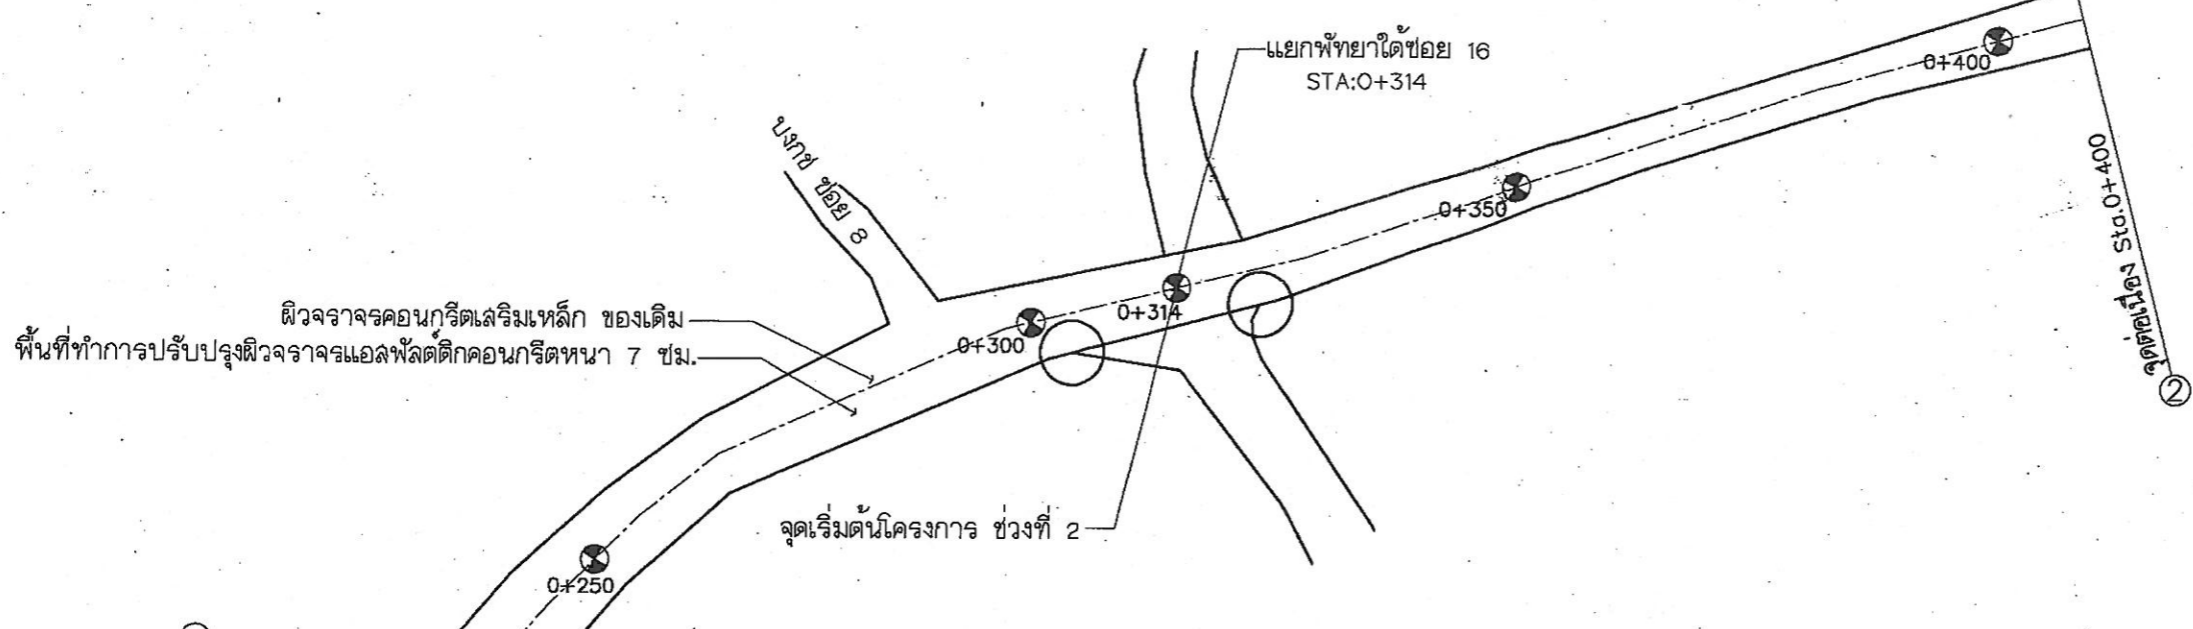 แยกพัทยาใต้ซอย 16
STA:0+314
0+400
บงกช ซอย 8
0+350
จุดต่อเนื่อง Sta.0+400
2
ผิวจราจรคอนกรีตเสริมเหล็ก ของเดิม
พื้นที่ทำการปรับปรุงผิวจราจรแอสฟัลต์ติกคอนกรีตหนา 7 ซม.
0+314
0+300
จุดเริ่มต้นโครงการ ช่วงที่ 2
0+250